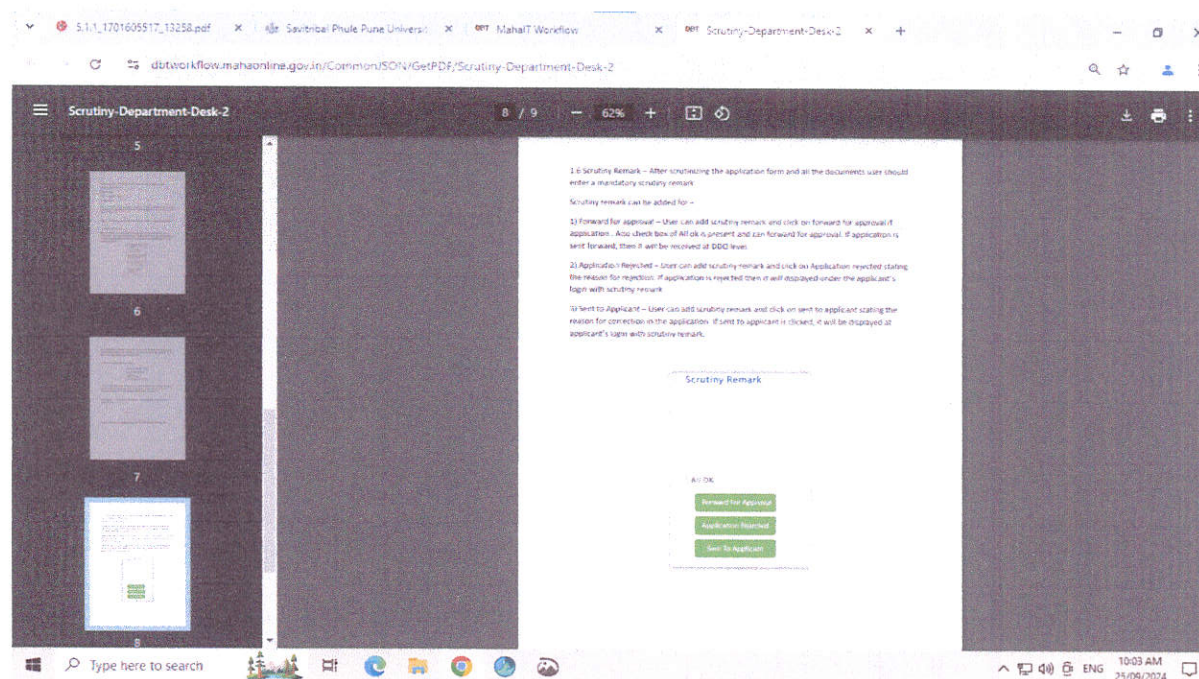 5.1.1_1701605517_13258.pdf
Savitribai Phule Pune Universit
MahaIT Workflow
Scrutiny-Department-Desk-2
dbtworkflow.mahaonline.gov.in/Common/JSON/GetPDF/Scrutiny-Department-Desk-2
Scrutiny-Department-Desk-2
8 / 9
62%
5
6
7
8
1.6 Scrutiny Remark – After scrutinizing the application form and all the documents user should
enter a mandatory scrutiny remark
Scrutiny remark can be added for –
1) Forward for approval – User can add scrutiny remark and click on forward for approval if
application . Also check box of All ok is present and can forward for approval. If application is
sent forward, then it will be received at DDO level.
2) Application Rejected – User can add scrutiny remark and click on Application rejected stating
the reason for rejection. If application is rejected then it will displayed under the applicant's
login with scrutiny remark
3) Sent to Applicant – User can add scrutiny remark and click on sent to applicant stating the
reason for correction in the application. If sent to applicant is clicked, it will be displayed at
applicant's login with scrutiny remark.
Scrutiny Remark
All OK
Forward For Approval
Application Rejected
Sent To Applicant
Type here to search
ENG
10:03 AM
25/09/2024